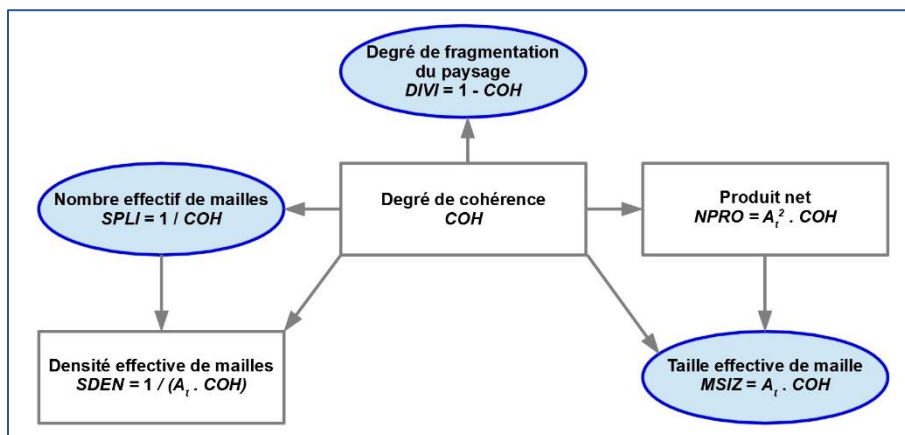 Degré de fragmentation
du paysage
DIVI = 1 - COH
Nombre effectif de mailles
SPLI = 1 / COH
Degré de cohérence
COH
Produit net
NPRO = Aₜ² . COH
Densité effective de mailles
SDEN = 1 / (Aₜ . COH)
Taille effective de maille
MSIZ = Aₜ . COH